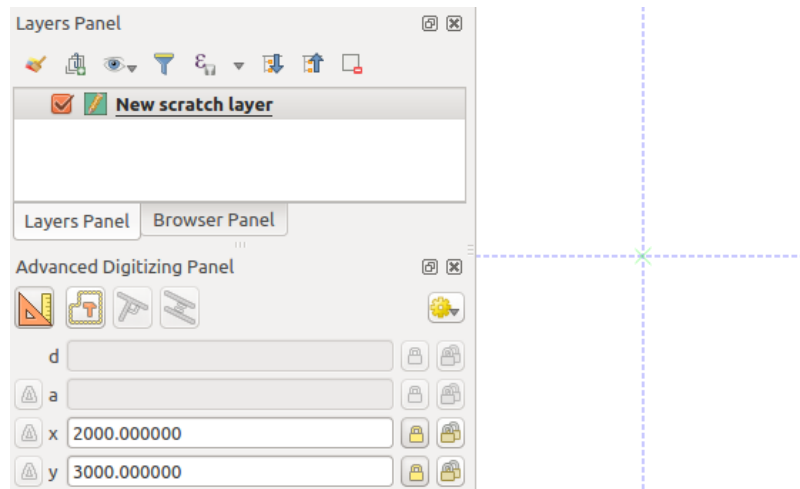 Layers Panel
New scratch layer
Layers Panel
Browser Panel
Advanced Digitizing Panel
d
a
x 2000.000000
y 3000.000000